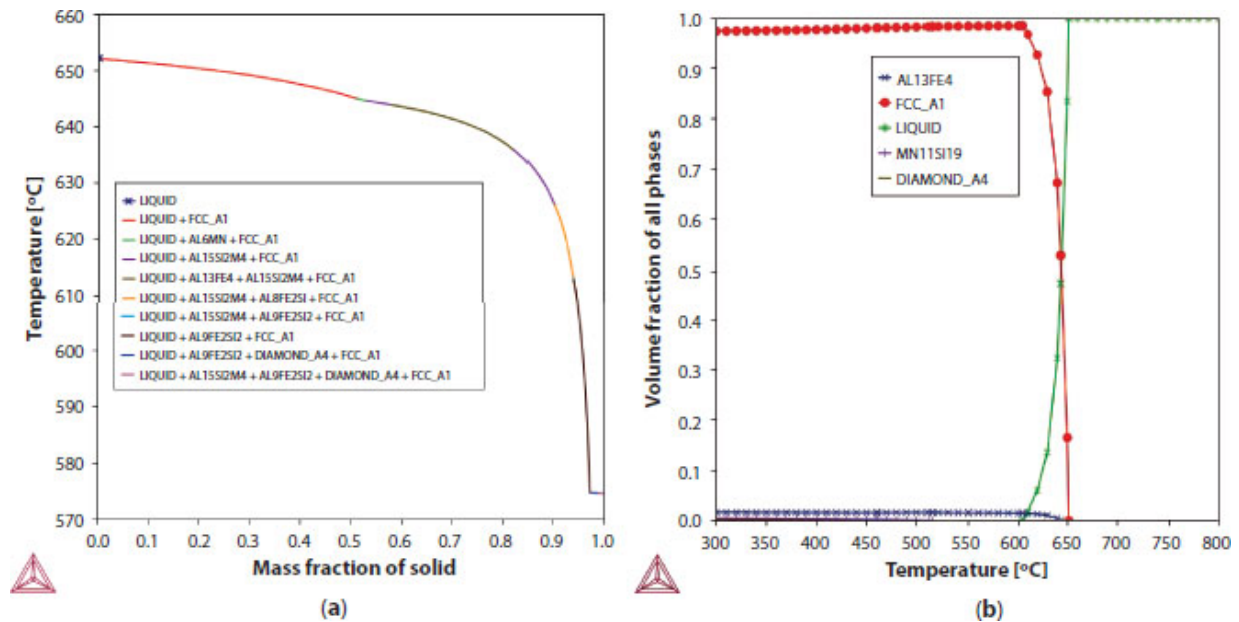 660
650
640
630
620
610
600
590
580
570
Temperature [ºC]
LIQUID
LIQUID + FCC_A1
LIQUID + AL6MN + FCC_A1
LIQUID + AL15SI2M4 + FCC_A1
LIQUID + AL13FE4 + AL15SI2M4 + FCC_A1
LIQUID + AL15SI2M4 + AL8FE2SI + FCC_A1
LIQUID + AL15SI2M4 + AL9FE2SI2 + FCC_A1
LIQUID + AL9FE2SI2 + FCC_A1
LIQUID + AL9FE2SI2 + DIAMOND_A4 + FCC_A1
LIQUID + AL15SI2M4 + AL9FE2SI2 + DIAMOND_A4 + FCC_A1
0.0 0.1 0.2 0.3 0.4 0.5 0.6 0.7 0.8 0.9 1.0
Mass fraction of solid
(a)
1.0
0.9
0.8
0.7
0.6
0.5
0.4
0.3
0.2
0.1
0.0
Volume fraction of all phases
AL13FE4
FCC_A1
LIQUID
MN11SI19
DIAMOND_A4
300 350 400 450 500 550 600 650 700 750 800
Temperature [ºC]
(b)